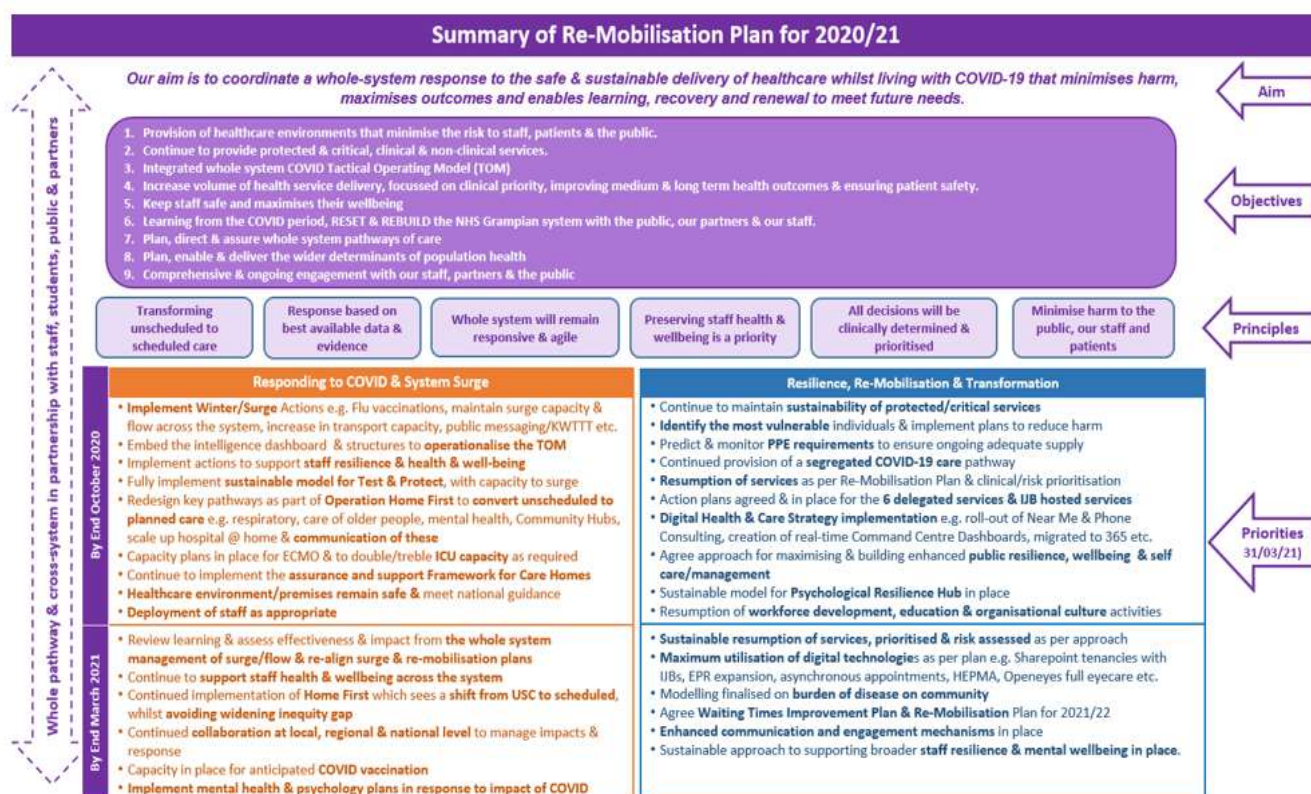 Summary of Re-Mobilisation Plan for 2020/21
Our aim is to coordinate a whole-system response to the safe & sustainable delivery of healthcare whilst living with COVID-19 that minimises harm,
maximises outcomes and enables learning, recovery and renewal to meet future needs.
Aim
Whole pathway & cross-system in partnership with staff, students, public & partners
1. Provision of healthcare environments that minimise the risk to staff, patients & the public.
2. Continue to provide protected & critical, clinical & non-clinical services.
3. Integrated whole system COVID Tactical Operating Model (TOM)
4. Increase volume of health service delivery, focussed on clinical priority, improving medium & long term health outcomes & ensuring patient safety.
5. Keep staff safe and maximises their wellbeing
6. Learning from the COVID period, RESET & REBUILD the NHS Grampian system with the public, our partners & our staff.
7. Plan, direct & assure whole system pathways of care
8. Plan, enable & deliver the wider determinants of population health
9. Comprehensive & ongoing engagement with our staff, partners & the public
Objectives
Transforming
unscheduled to
scheduled care
Response based on
best available data &
evidence
Whole system will remain
responsive & agile
Preserving staff health &
wellbeing is a priority
All decisions will be
clinically determined &
prioritised
Minimise harm to the
public, our staff and
patients
Principles
Responding to COVID & System Surge
By End October 2020
• Implement Winter/Surge Actions e.g. Flu vaccinations, maintain surge capacity &
flow across the system, increase in transport capacity, public messaging/KWTTT etc.
• Embed the intelligence dashboard & structures to operationalise the TOM
• Implement actions to support staff resilience & health & well-being
• Fully implement sustainable model for Test & Protect, with capacity to surge
• Redesign key pathways as part of Operation Home First to convert unscheduled to
planned care e.g. respiratory, care of older people, mental health, Community Hubs,
scale up hospital @ home & communication of these
• Capacity plans in place for ECMO & to double/treble ICU capacity as required
• Continue to implement the assurance and support Framework for Care Homes
• Healthcare environment/premises remain safe & meet national guidance
• Deployment of staff as appropriate
Resilience, Re-Mobilisation & Transformation
• Continue to maintain sustainability of protected/critical services
• Identify the most vulnerable individuals & implement plans to reduce harm
• Predict & monitor PPE requirements to ensure ongoing adequate supply
• Continued provision of a segregated COVID-19 care pathway
• Resumption of services as per Re-Mobilisation Plan & clinical/risk prioritisation
• Action plans agreed & in place for the 6 delegated services & IJB hosted services
• Digital Health & Care Strategy implementation e.g. roll-out of Near Me & Phone
Consulting, creation of real-time Command Centre Dashboards, migrated to 365 etc.
• Agree approach for maximising & building enhanced public resilience, wellbeing & self
care/management
• Sustainable model for Psychological Resilience Hub in place
• Resumption of workforce development, education & organisational culture activities
Priorities
31/03/21)
By End March 2021
• Review learning & assess effectiveness & impact from the whole system
management of surge/flow & re-align surge & re-mobilisation plans
• Continue to support staff health & wellbeing across the system
• Continued implementation of Home First which sees a shift from USC to scheduled,
whilst avoiding widening inequity gap
• Continued collaboration at local, regional & national level to manage impacts &
response
• Capacity in place for anticipated COVID vaccination
• Implement mental health & psychology plans in response to impact of COVID
• Sustainable resumption of services, prioritised & risk assessed as per approach
• Maximum utilisation of digital technologies as per plan e.g. Sharepoint tenancies with
IJBs, EPR expansion, asynchronous appointments, HEPMA, Openeyes full eyecare etc.
• Modelling finalised on burden of disease on community
• Agree Waiting Times Improvement Plan & Re-Mobilisation Plan for 2021/22
• Enhanced communication and engagement mechanisms in place
• Sustainable approach to supporting broader staff resilience & mental wellbeing in place.